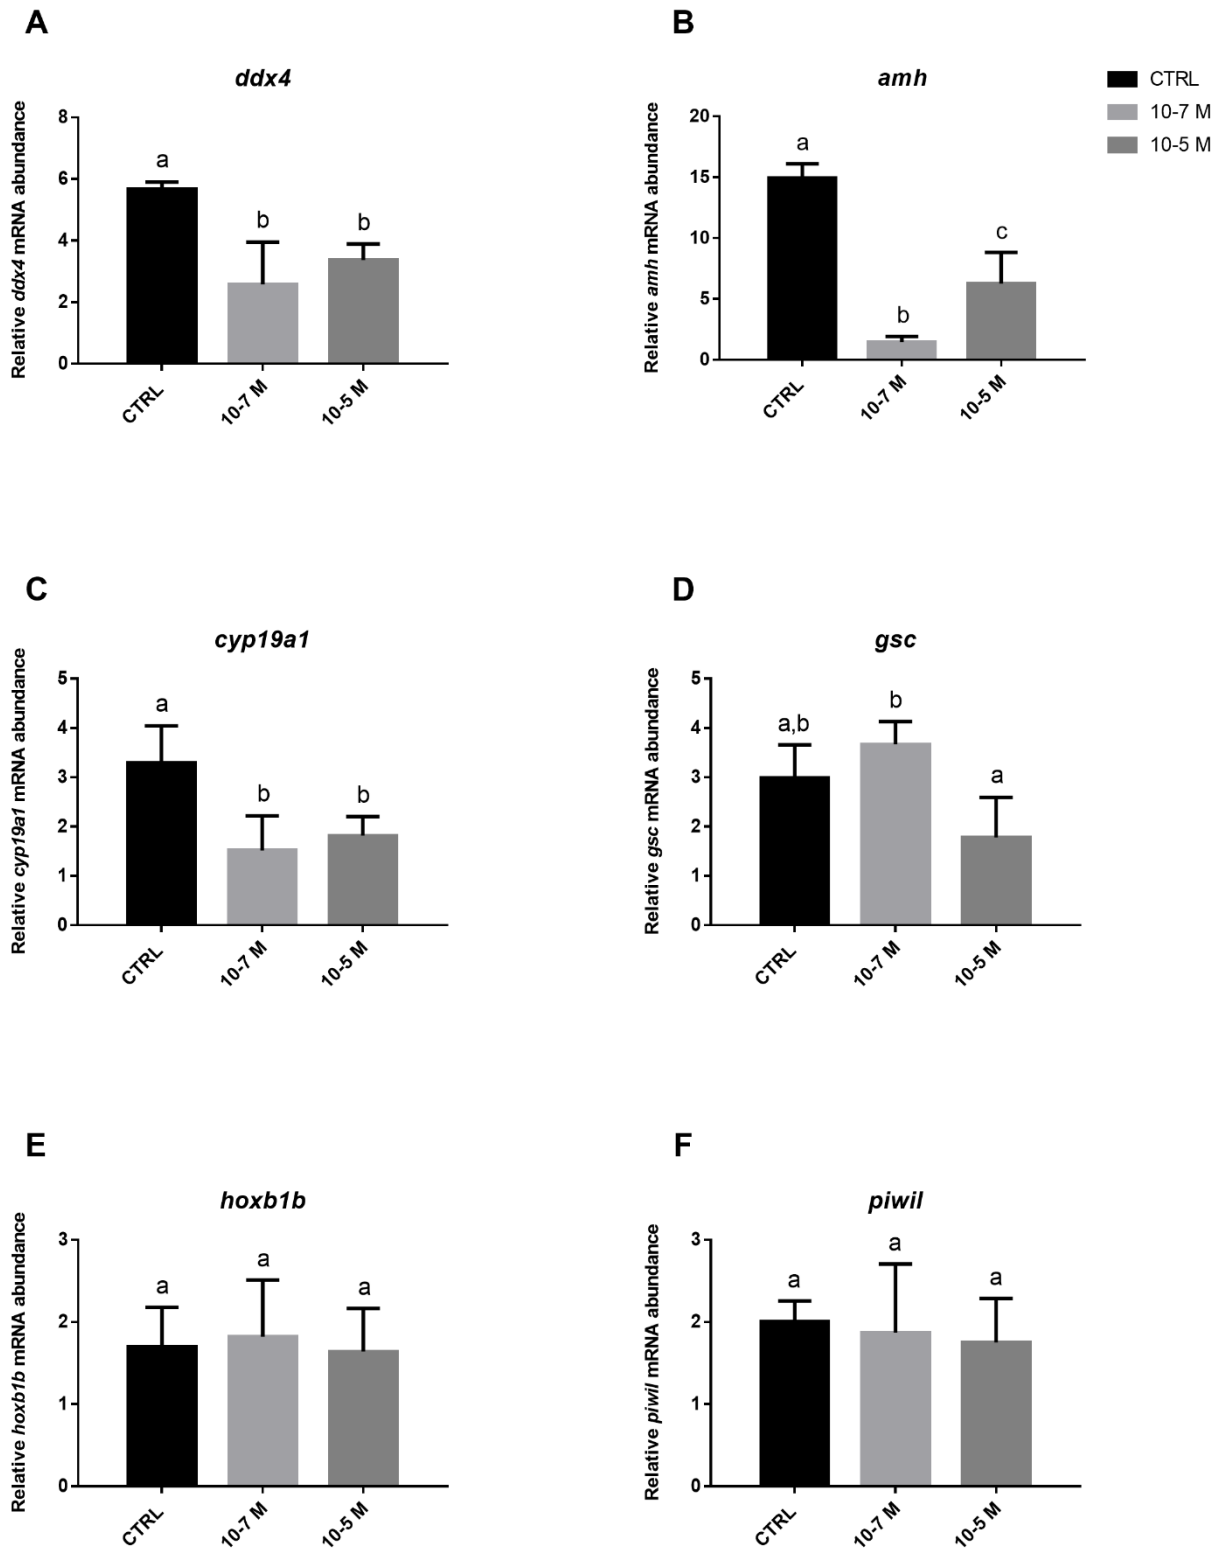 A
ddx4
Relative ddx4 mRNA abundance
8
6
4
2
0
a
b
b
CTRL
10-7 M
10-5 M
B
amh
Relative amh mRNA abundance
20
15
10
5
0
a
b
c
CTRL
10-7 M
10-5 M
CTRL
10-7 M
10-5 M
C
cyp19a1
Relative cyp19a1 mRNA abundance
5
4
3
2
1
0
a
b
b
CTRL
10-7 M
10-5 M
D
gsc
Relative gsc mRNA abundance
5
4
3
2
1
0
a,b
b
a
CTRL
10-7 M
10-5 M
E
hoxb1b
Relative hoxb1b mRNA abundance
3
2
1
0
a
a
a
CTRL
10-7 M
10-5 M
F
piwil
Relative piwil mRNA abundance
3
2
1
0
a
a
a
CTRL
10-7 M
10-5 M